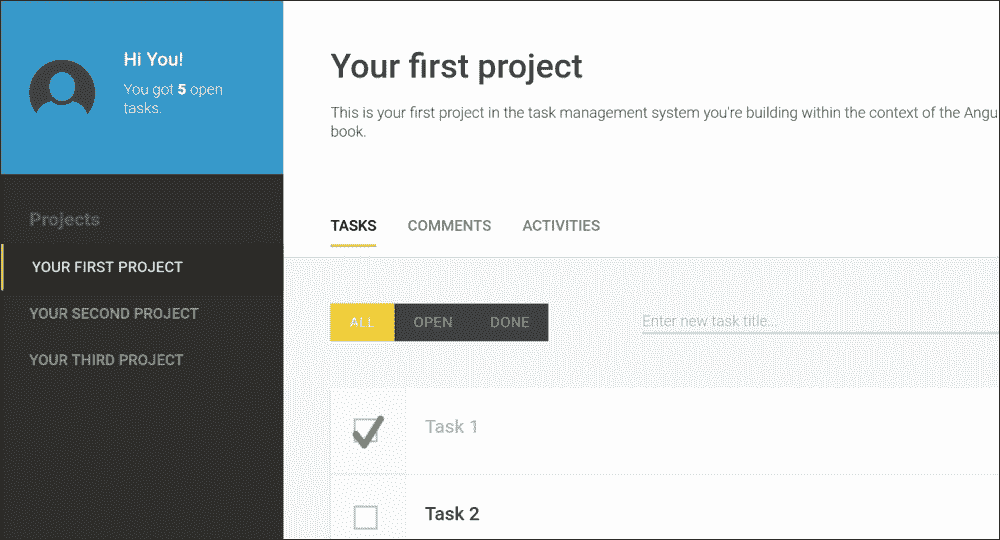 Hi You!
You got 5 open
tasks.
Projects
YOUR FIRST PROJECT
YOUR SECOND PROJECT
YOUR THIRD PROJECT
Your first project
This is your first project in the task management system you're building within the context of the Angu
book.
TASKS COMMENTS ACTIVITIES
ALL OPEN DONE
Enter new task title...
Task 1
Task 2